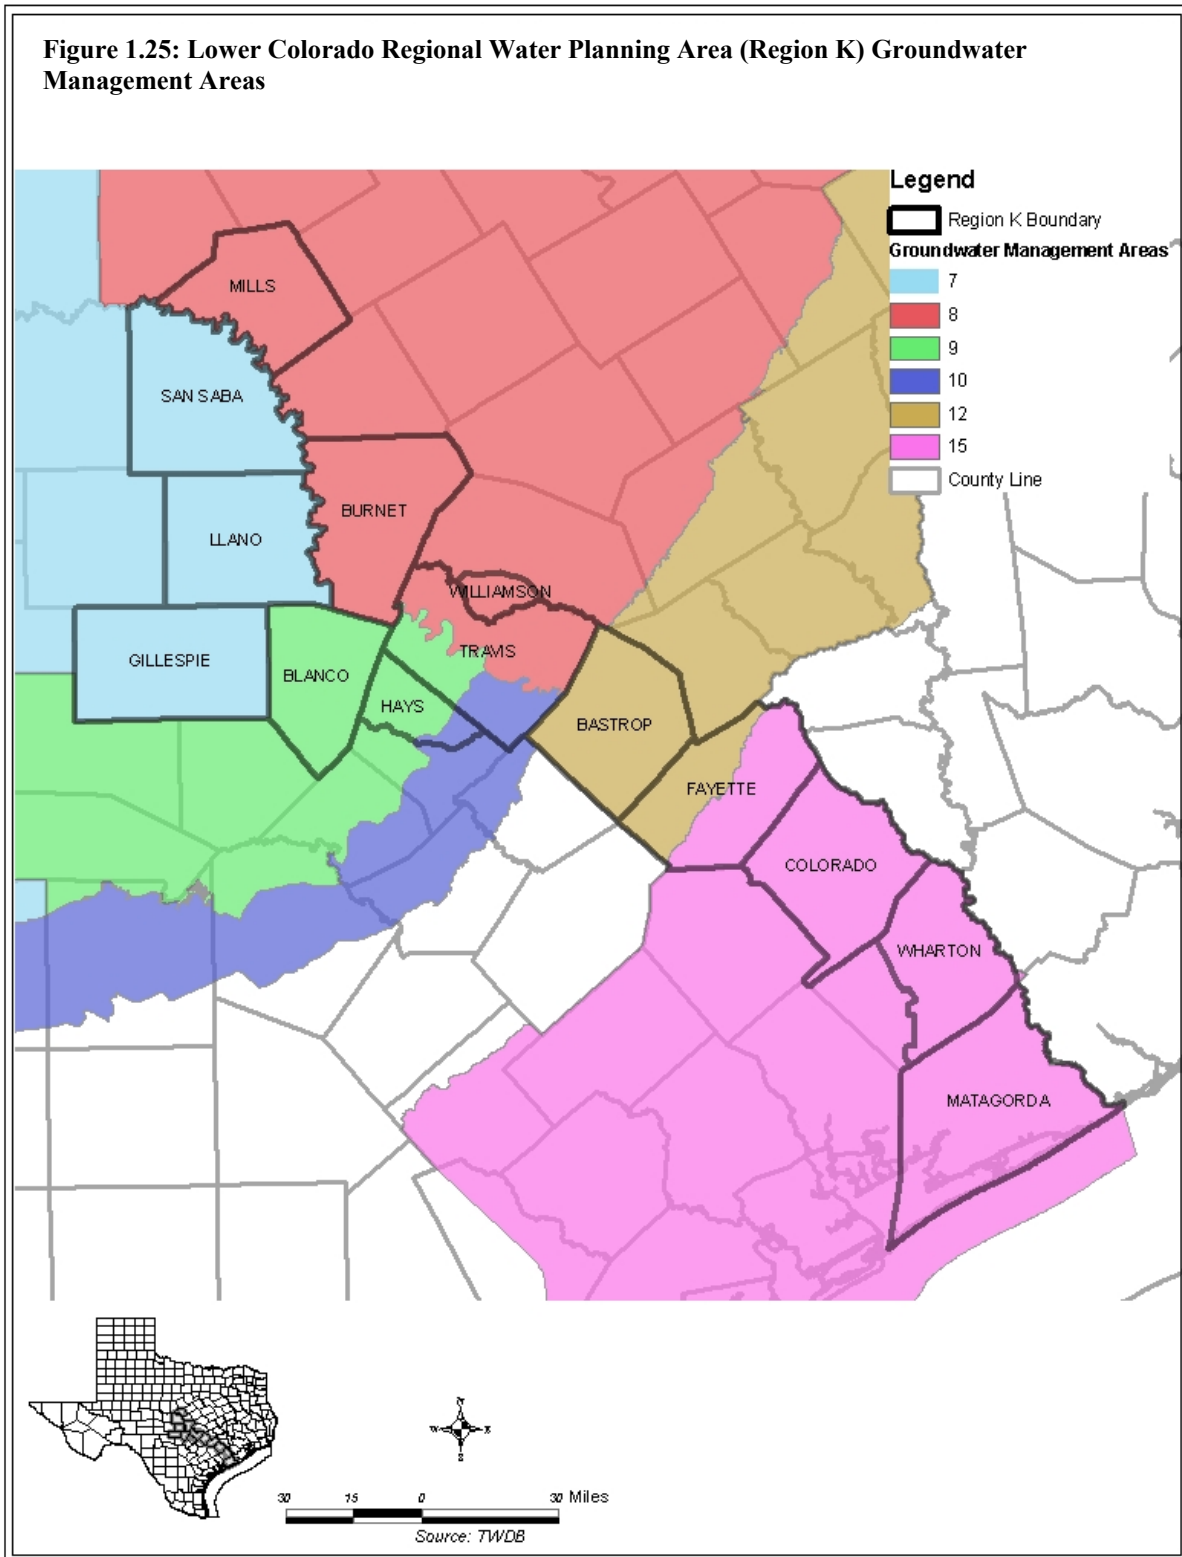 Figure 1.25: Lower Colorado Regional Water Planning Area (Region K) Groundwater
Management Areas
Legend
Region K Boundary
Groundwater Management Areas
7
8
9
10
12
15
County Line
MILLS
SAN SABA
BURNET
LLANO
WILLIAMSON
TRAVIS
GILLESPIE
BLANCO
HAYS
BASTROP
FAYETTE
COLORADO
WHARTON
MATAGORDA
N
W E
S
30 15 0 30 Miles
Source: TWDB